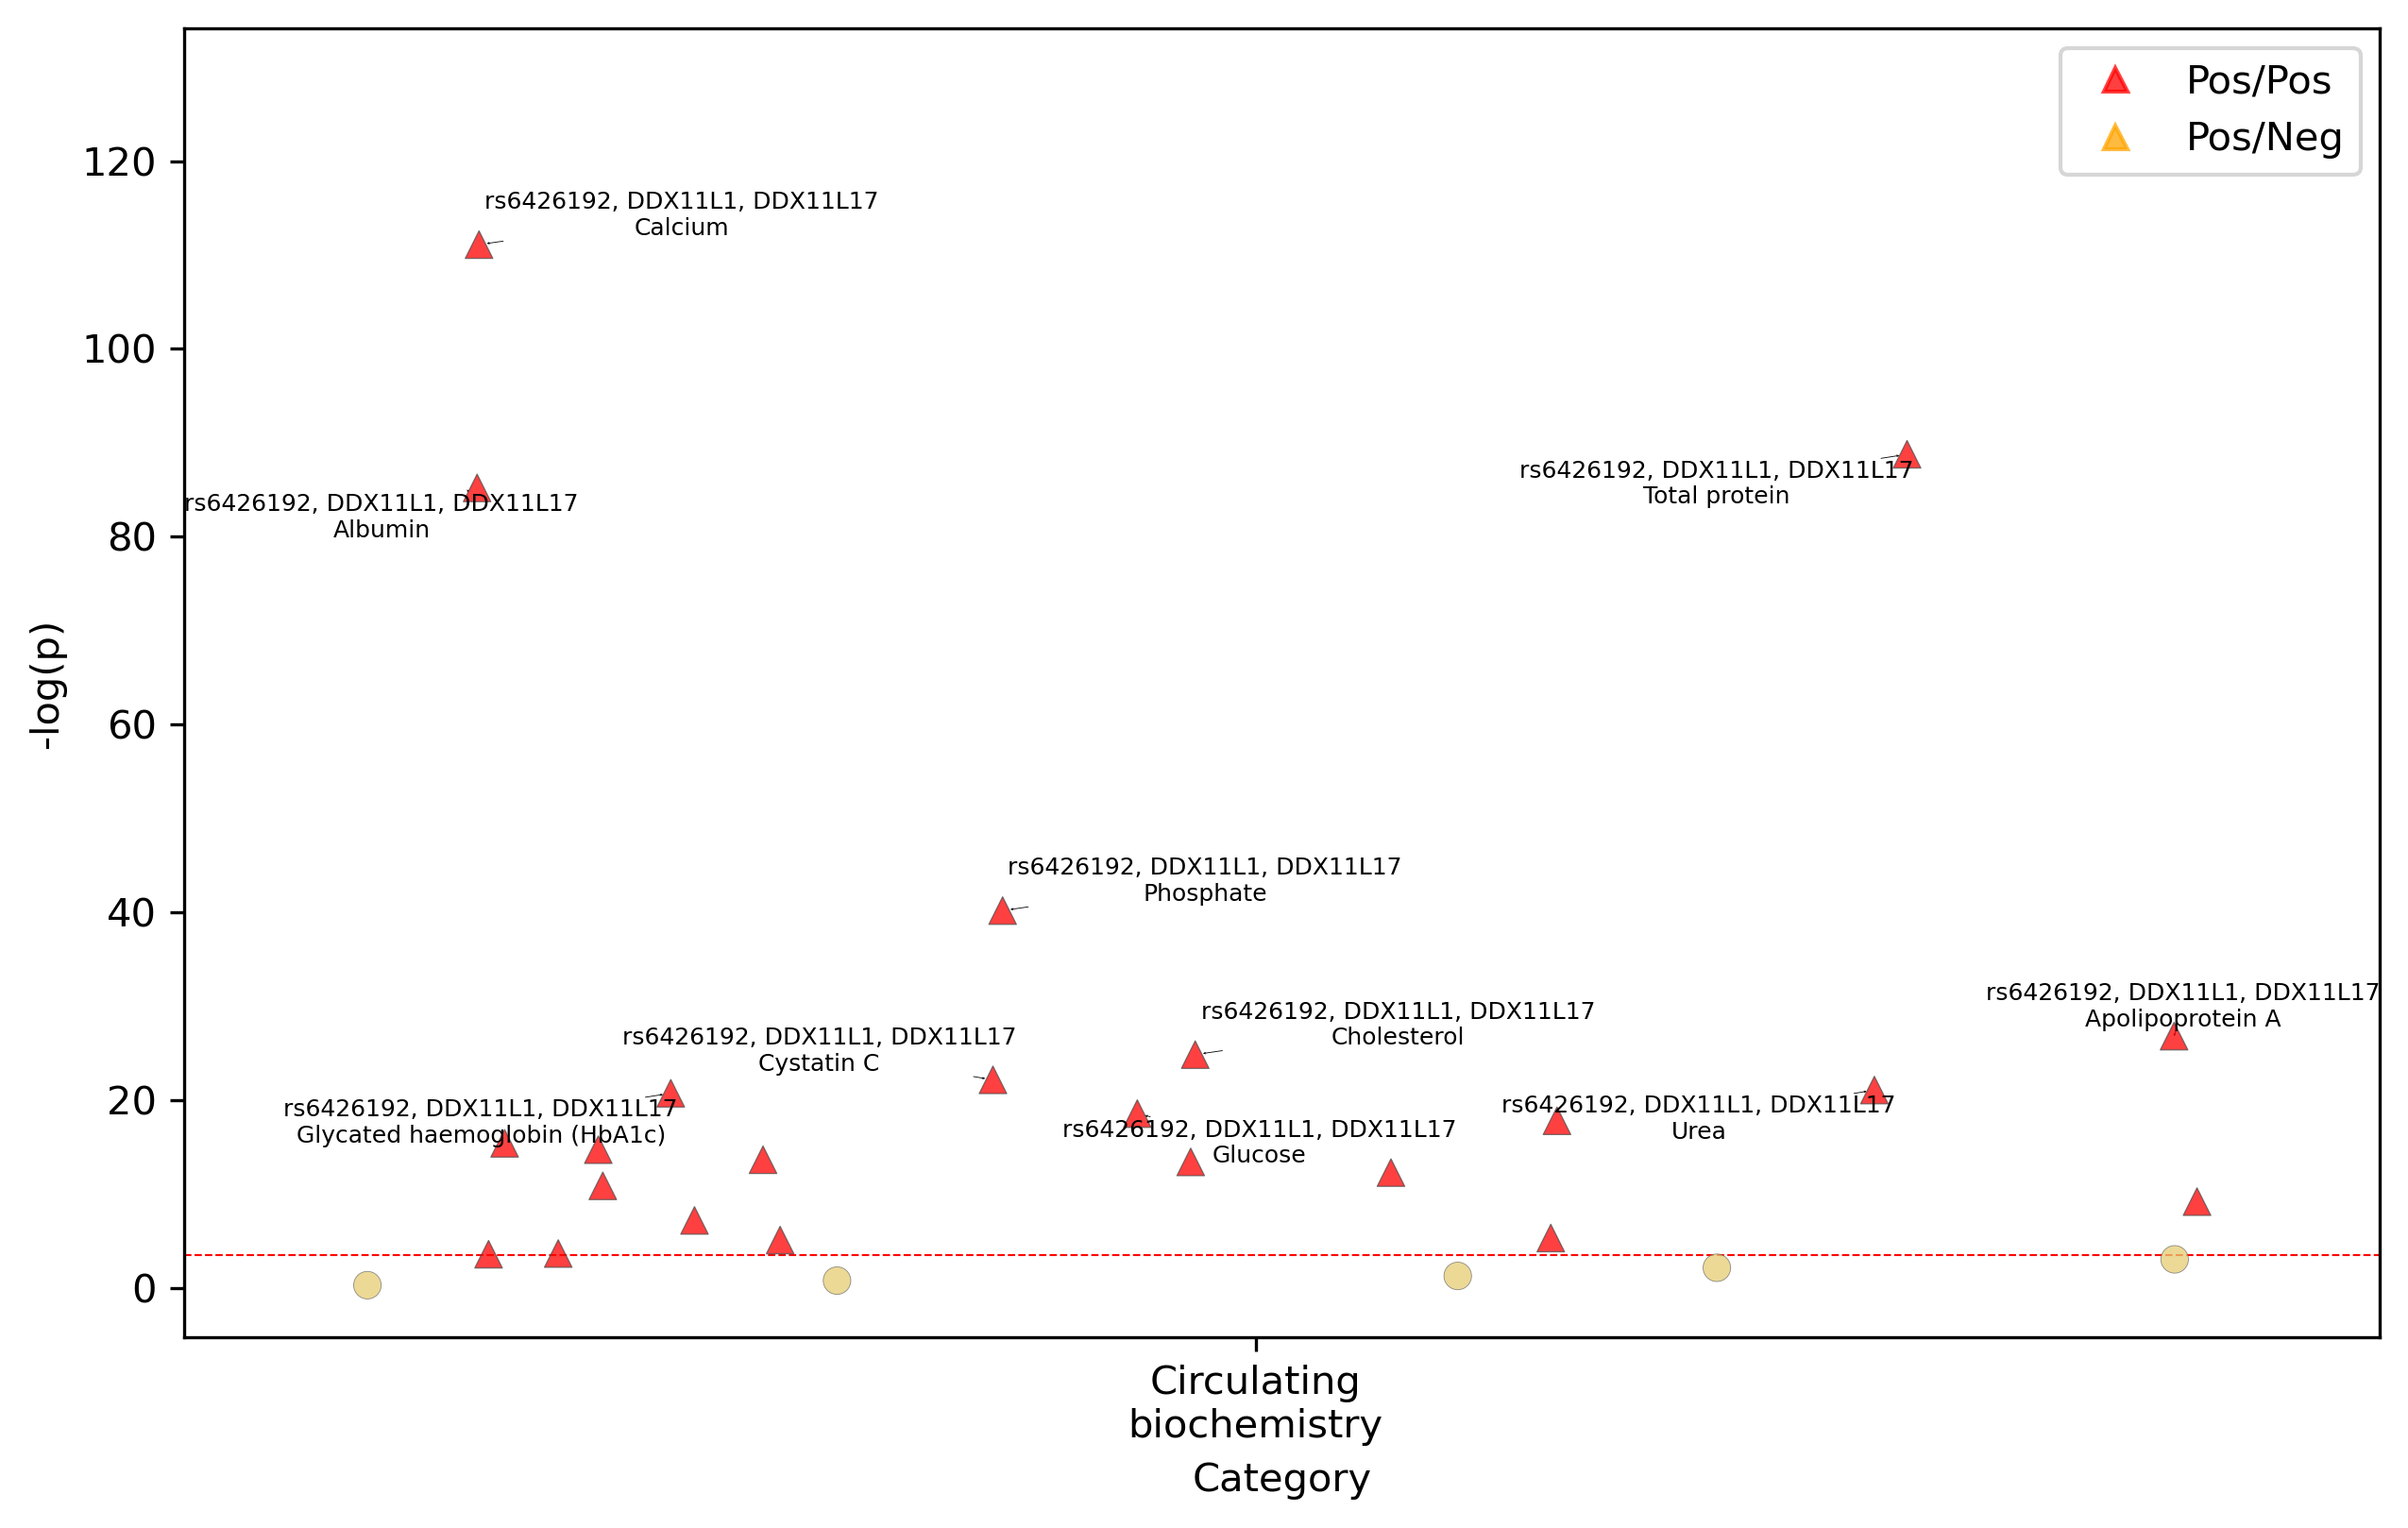 Pos/Pos
Pos/Neg
120
100
80
60
40
20
0
-log(p)
rs6426192, DDX11L1, DDX11L17
Calcium
rs6426192, DDX11L1, DDX11L17
Total protein
rs6426192, DDX11L1, DDX11L17
Albumin
rs6426192, DDX11L1, DDX11L17
Phosphate
rs6426192, DDX11L1, DDX11L17
Apolipoprotein A
rs6426192, DDX11L1, DDX11L17
Cholesterol
rs6426192, DDX11L1, DDX11L17
Cystatin C
rs6426192, DDX11L1, DDX11L17
Glycated haemoglobin (HbA1c)
rs6426192, DDX11L1, DDX11L17
Urea
rs6426192, DDX11L1, DDX11L17
Glucose
Circulating
biochemistry
Category